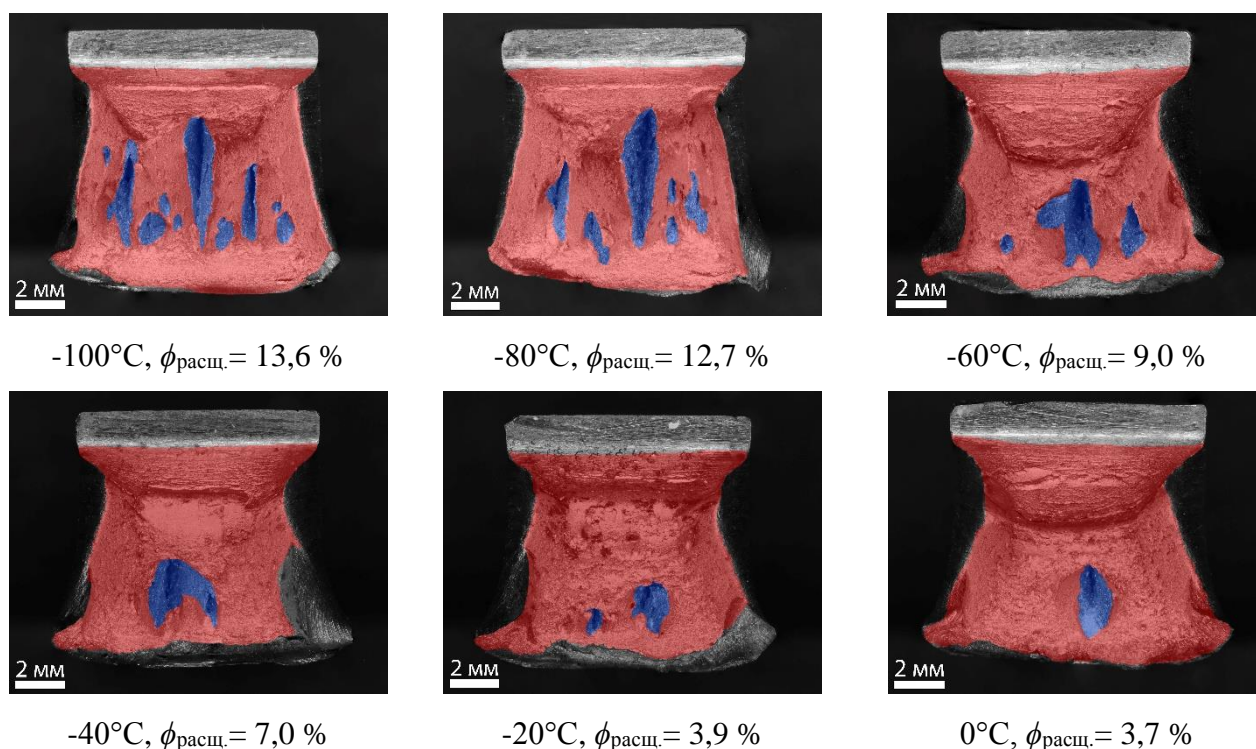 2 мм
2 мм
2 мм
-100°C, ϕрасщ.= 13,6 %
-80°C, ϕрасщ.= 12,7 %
-60°C, ϕрасщ.= 9,0 %
2 мм
2 мм
2 мм
-40°C, ϕрасщ.= 7,0 %
-20°C, ϕрасщ.= 3,9 %
0°C, ϕрасщ.= 3,7 %